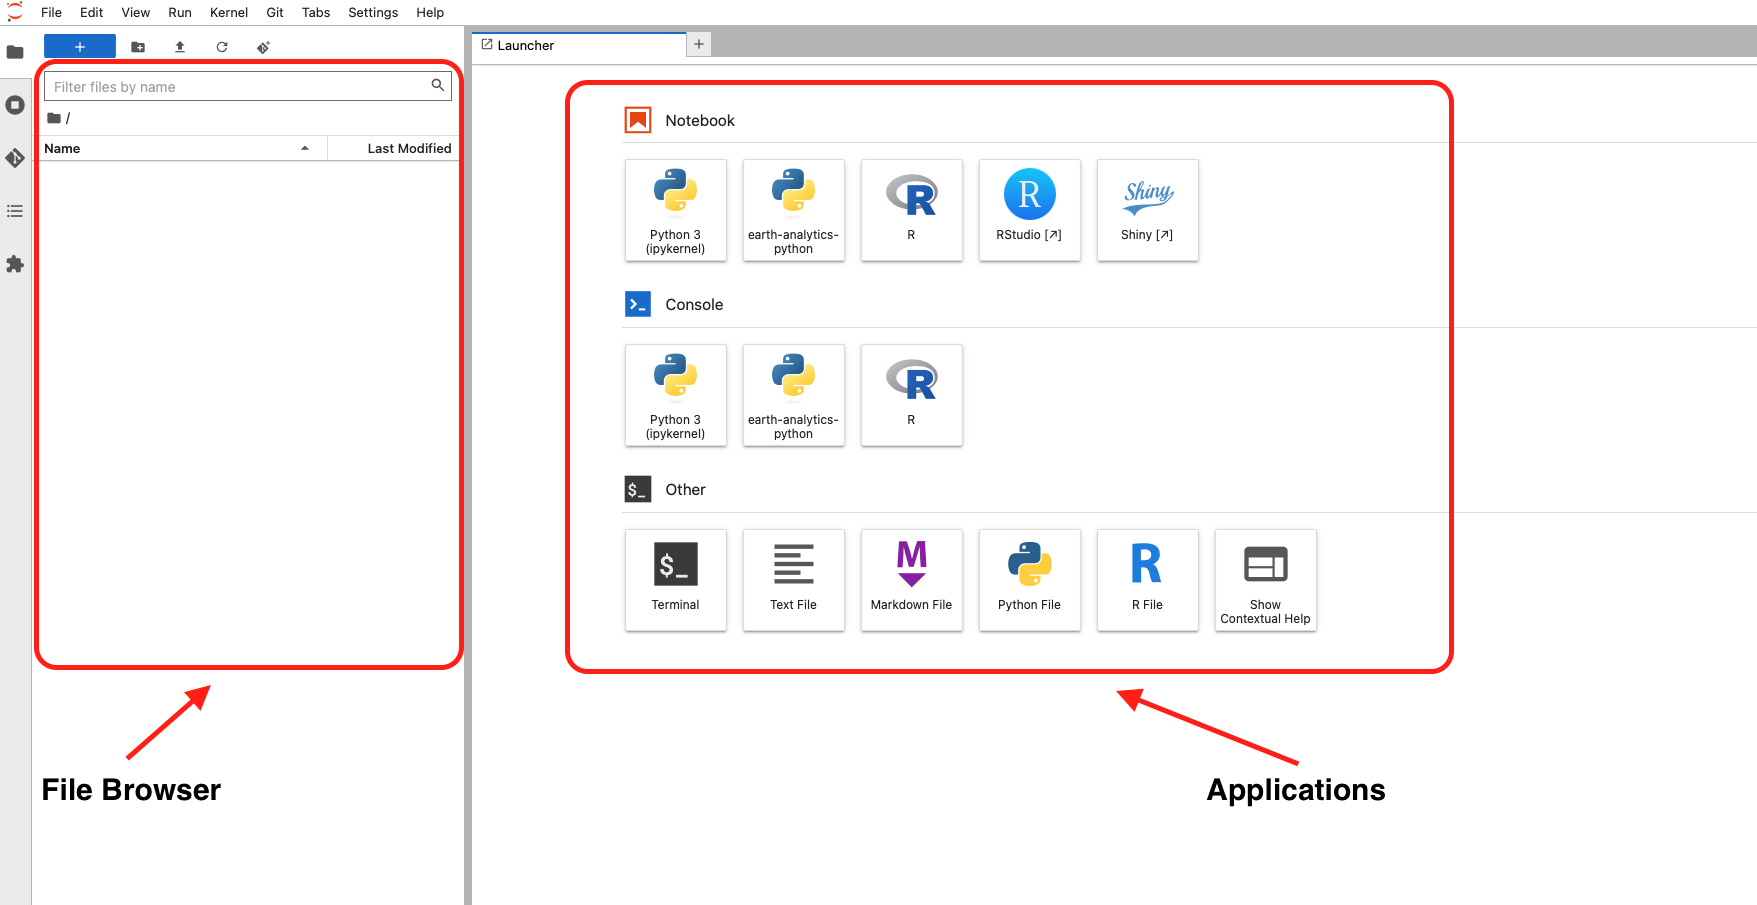 File Edit View Run Kernel Git Tabs Settings Help
+
Launcher
+
Filter files by name
/
Name Last Modified
Notebook
Python 3
(ipykernel)
earth-analytics-
python
R
R
R
RStudio [↗]
Shiny
Shiny [↗]
Console
>_
Python 3
(ipykernel)
earth-analytics-
python
R
R
$_
Other
$_
Terminal
Text File
M
Markdown File
Python File
R
R File
Show
Contextual Help
File Browser
Applications